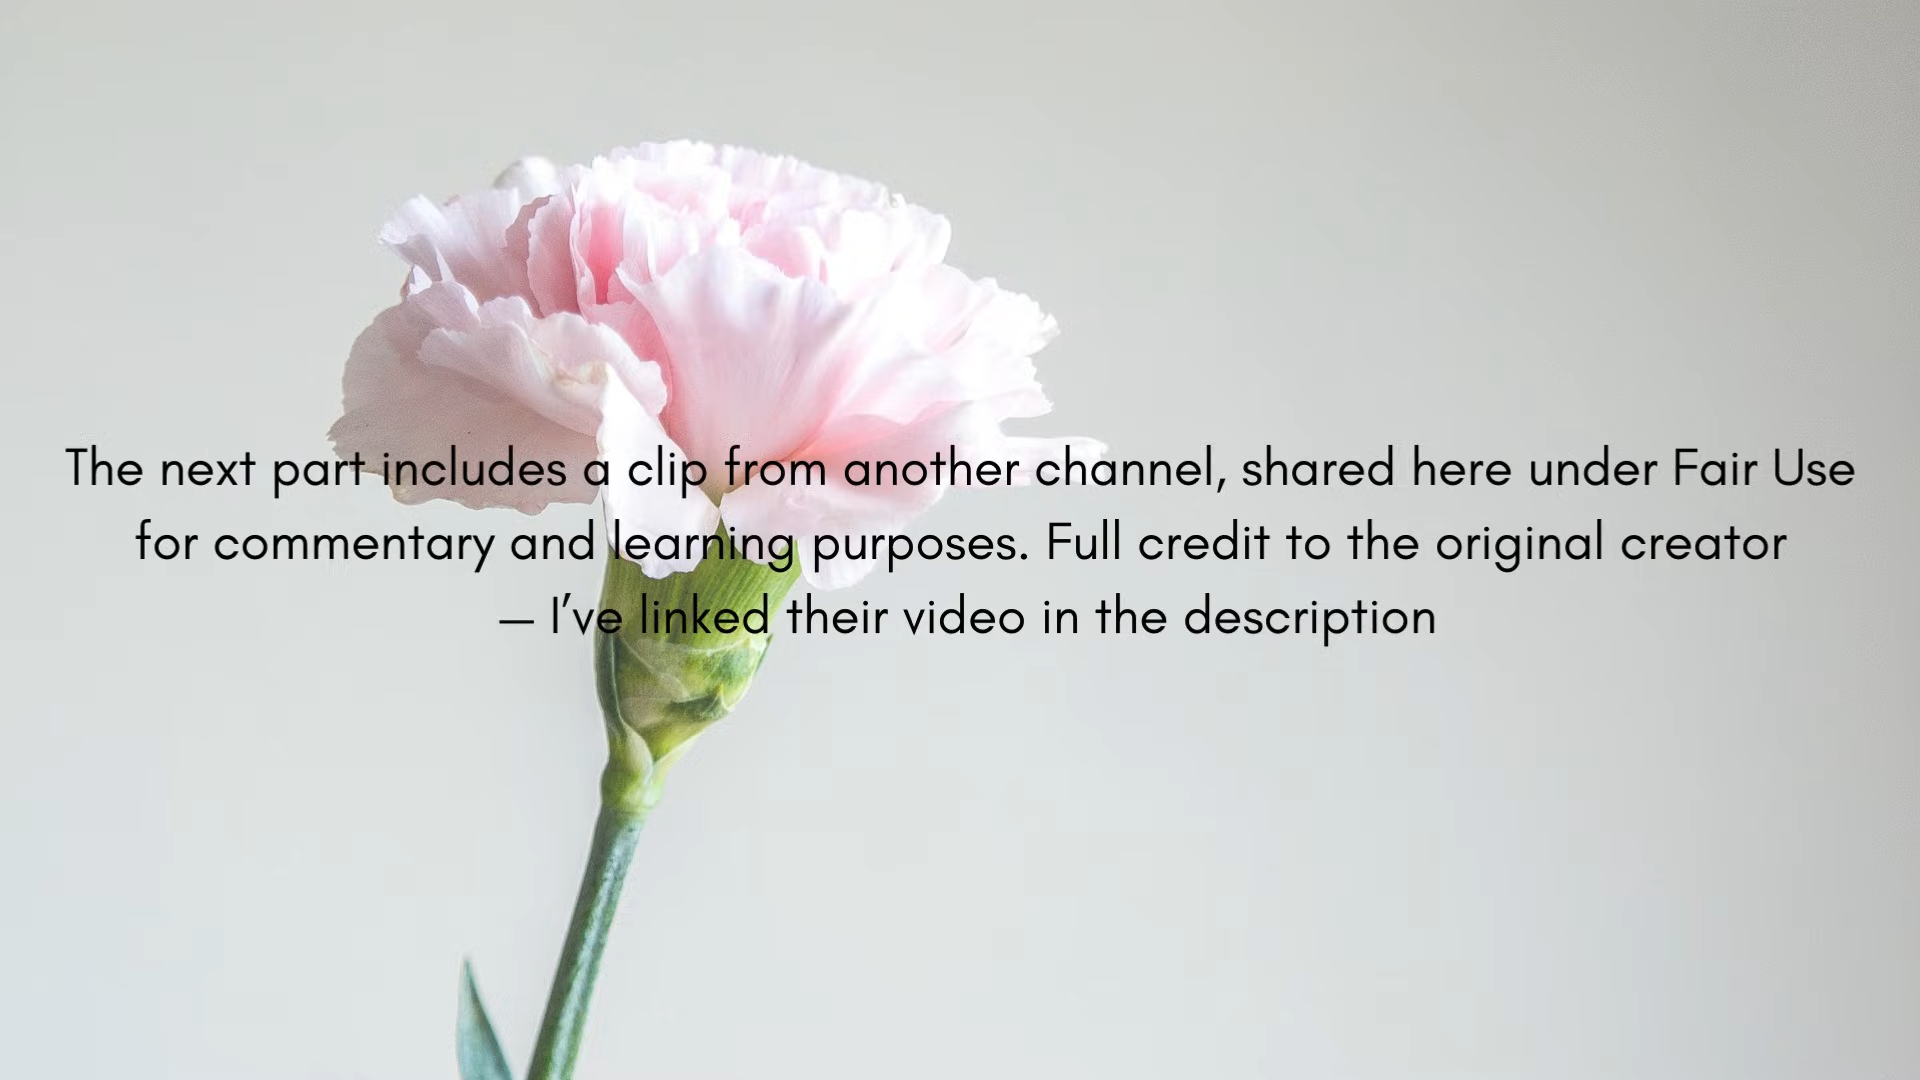 The next part includes a clip from another channel, shared here under Fair Use
for commentary and learning purposes. Full credit to the original creator
— I’ve linked their video in the description